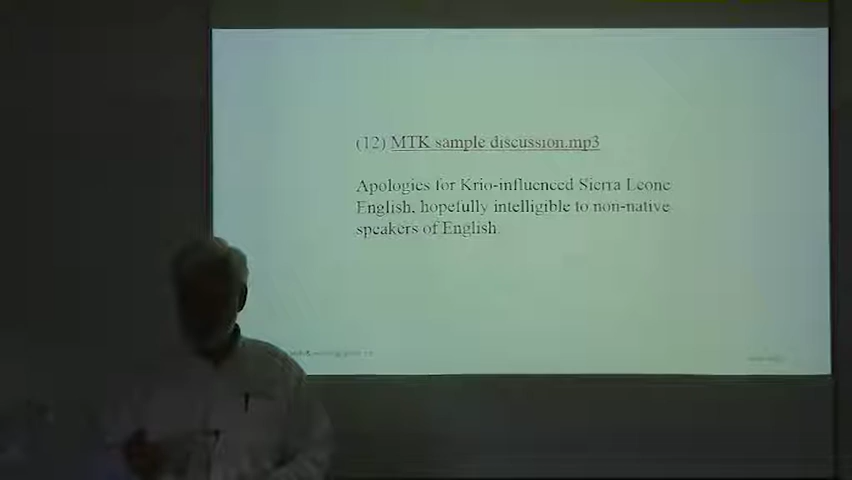 (12) MTK sample discussion.mp3
Apologies for Krio-influenced Sierra Leone
English, hopefully intelligible to non-native
speakers of English.